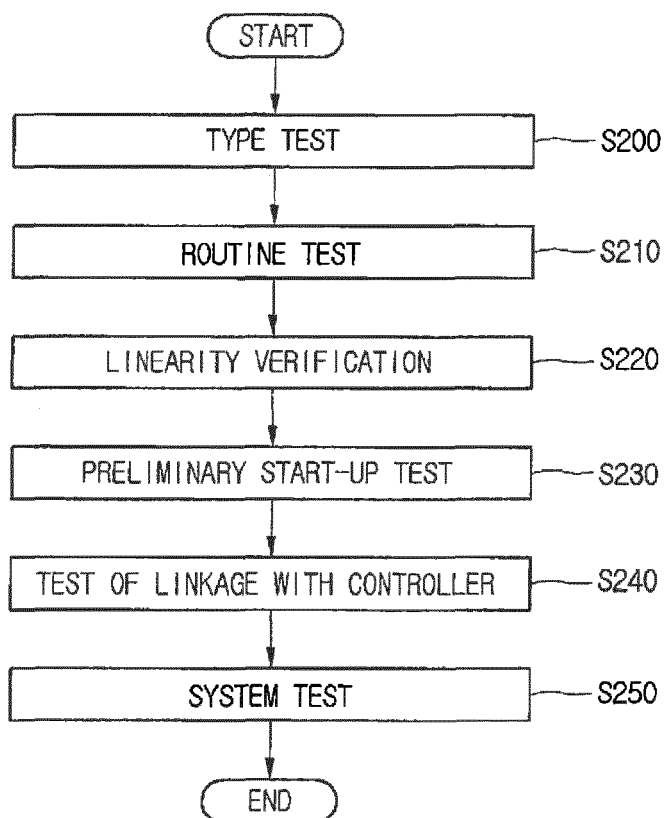 START
TYPE TEST S200
ROUTINE TEST S210
LINEARITY VERIFICATION S220
PRELIMINARY START-UP TEST S230
TEST OF LINKAGE WITH CONTROLLER S240
SYSTEM TEST S250
END